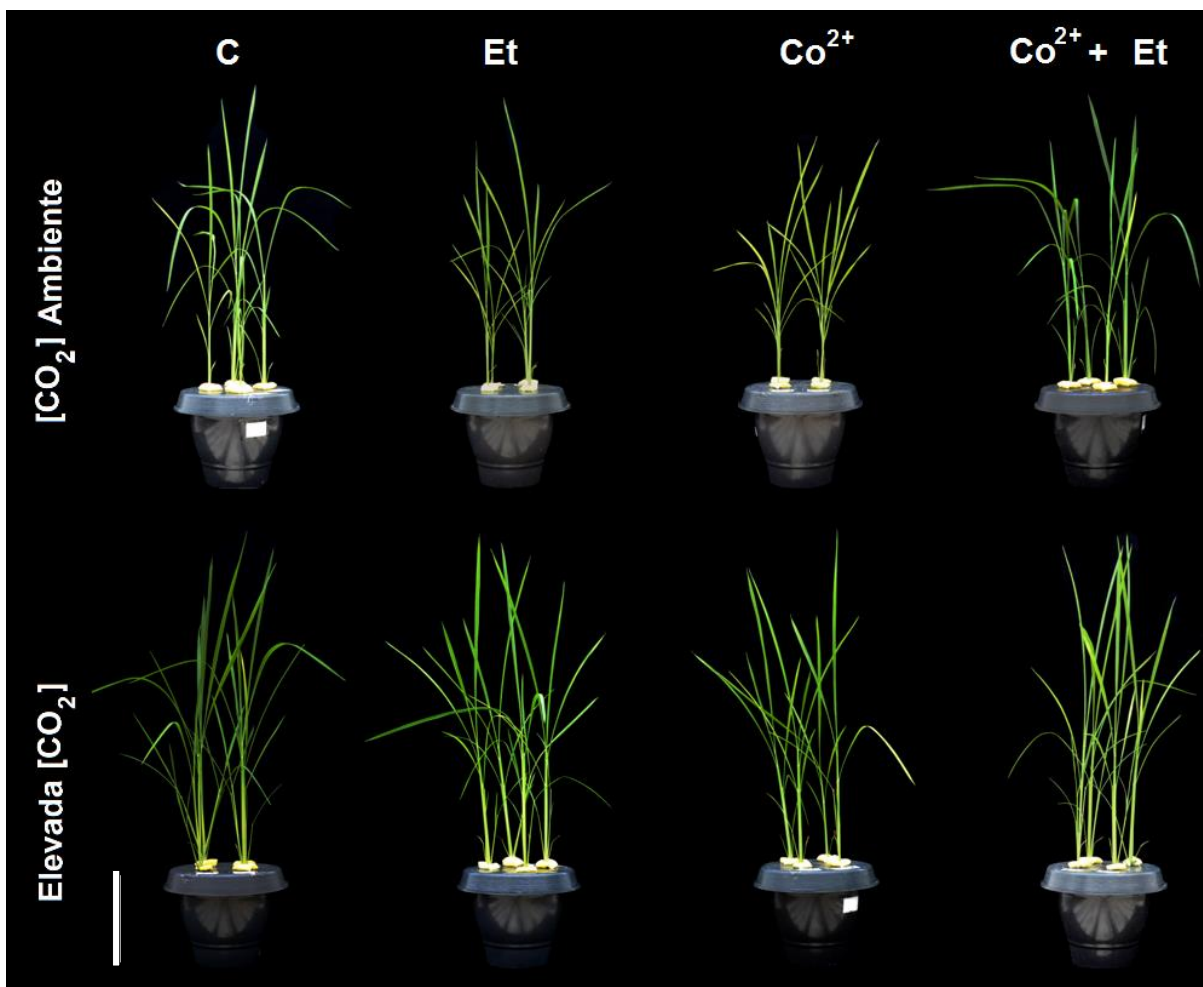 C Et Co²⁺ Co²⁺ + Et
[CO₂] Ambiente
Elevada [CO₂]